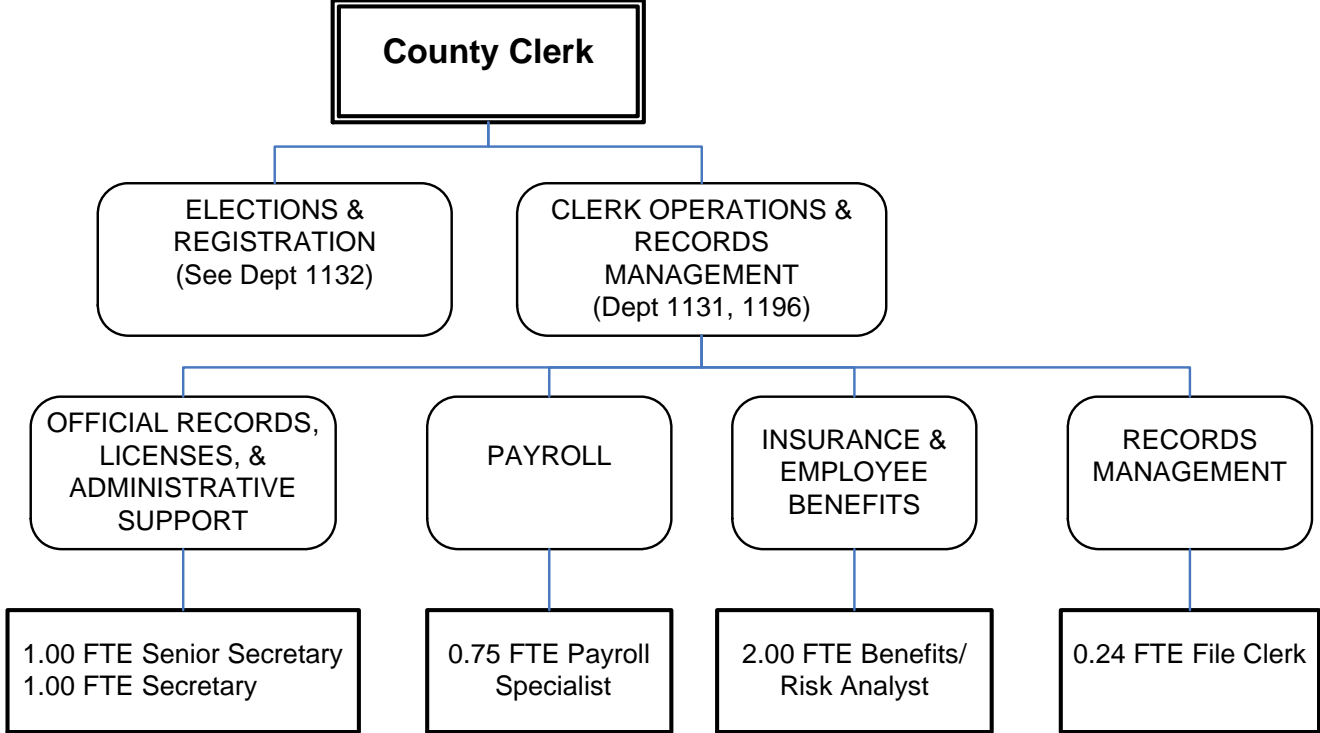 County Clerk
ELECTIONS &
REGISTRATION
(See Dept 1132)
CLERK OPERATIONS &
RECORDS
MANAGEMENT
(Dept 1131, 1196)
OFFICIAL RECORDS,
LICENSES, &
ADMINISTRATIVE
SUPPORT
PAYROLL
INSURANCE &
EMPLOYEE
BENEFITS
RECORDS
MANAGEMENT
1.00 FTE Senior Secretary
1.00 FTE Secretary
0.75 FTE Payroll
Specialist
2.00 FTE Benefits/
Risk Analyst
0.24 FTE File Clerk